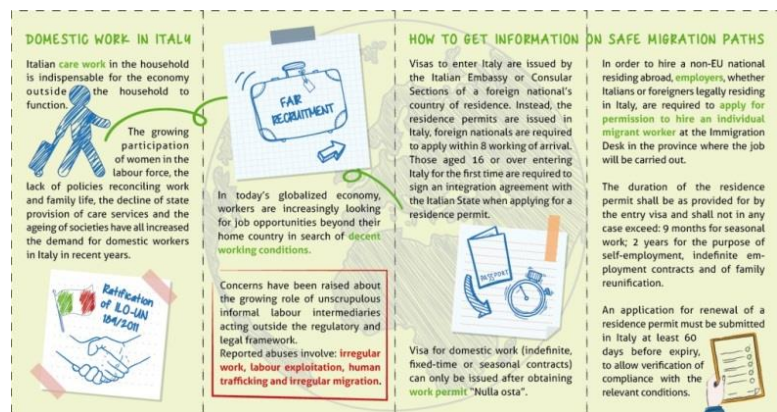 DOMESTIC WORK IN ITALY
Italian care work in the household
is indispensable for the economy
outside the household to
function.
The growing
participation
of women in the
labour force, the
lack of policies reconciling work
and family life, the decline of state
provision of care services and the
ageing of societies have all increased
the demand for domestic workers
in Italy in recent years.
Ratification
of ILO-UN
189/2011
FAIR
RECRUITMENT
In today's globalized economy,
workers are increasingly looking
for job opportunities beyond their
home country in search of decent
working conditions.
Concerns have been raised about
the growing role of unscrupulous
informal labour intermediaries
acting outside the regulatory and
legal framework.
Reported abuses involve: irregular
work, labour exploitation, human
trafficking and irregular migration.
HOW TO GET INFORMATION ON SAFE MIGRATION PATHS
Visas to enter Italy are issued by
the Italian Embassy or Consular
Sections of a foreign national's
country of residence. Instead, the
residence permits are issued in
Italy, foreign nationals are required
to apply within 8 working of arrival.
Those aged 16 or over entering
Italy for the first time are required to
sign an integration agreement with
the Italian State when applying for a
residence permit.
PASSPORT
Visa for domestic work (indefinite,
fixed-time or seasonal contracts)
can only be issued after obtaining
work permit "Nulla osta".
In order to hire a non-EU national
residing abroad, employers, whether
Italians or foreigners legally residing
in Italy, are required to apply for
permission to hire an individual
migrant worker at the Immigration
Desk in the province where the job
will be carried out.
The duration of the residence
permit shall be as provided for by
the entry visa and shall not in any
case exceed: 9 months for seasonal
work; 2 years for the purpose of
self-employment, indefinite em-
ployment contracts and of family
reunification.
An application for renewal of a
residence permit must be submitted
in Italy at least 60
days before expiry,
to allow verification of
compliance with the
relevant conditions.